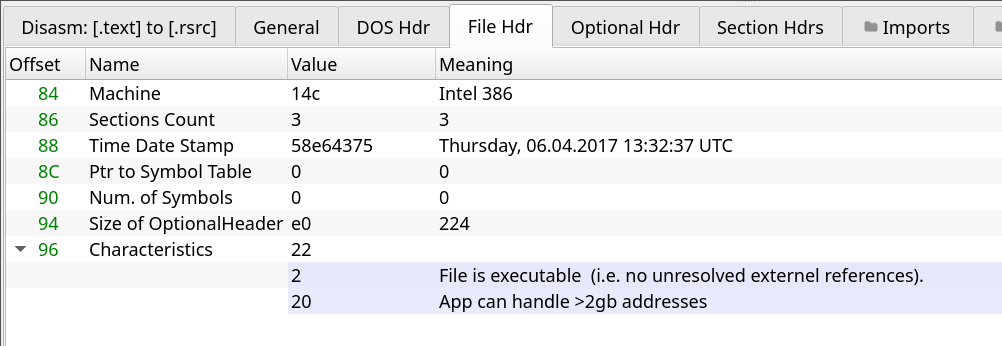 Disasm: [.text] to [.rsrc] General DOS Hdr File Hdr Optional Hdr Section Hdrs Imports
Offset Name Value Meaning
84 Machine 14c Intel 386
86 Sections Count 3 3
88 Time Date Stamp 58e64375 Thursday, 06.04.2017 13:32:37 UTC
8C Ptr to Symbol Table 0 0
90 Num. of Symbols 0 0
94 Size of OptionalHeader e0 224
96 Characteristics 22
2 File is executable (i.e. no unresolved externel references).
20 App can handle >2gb addresses